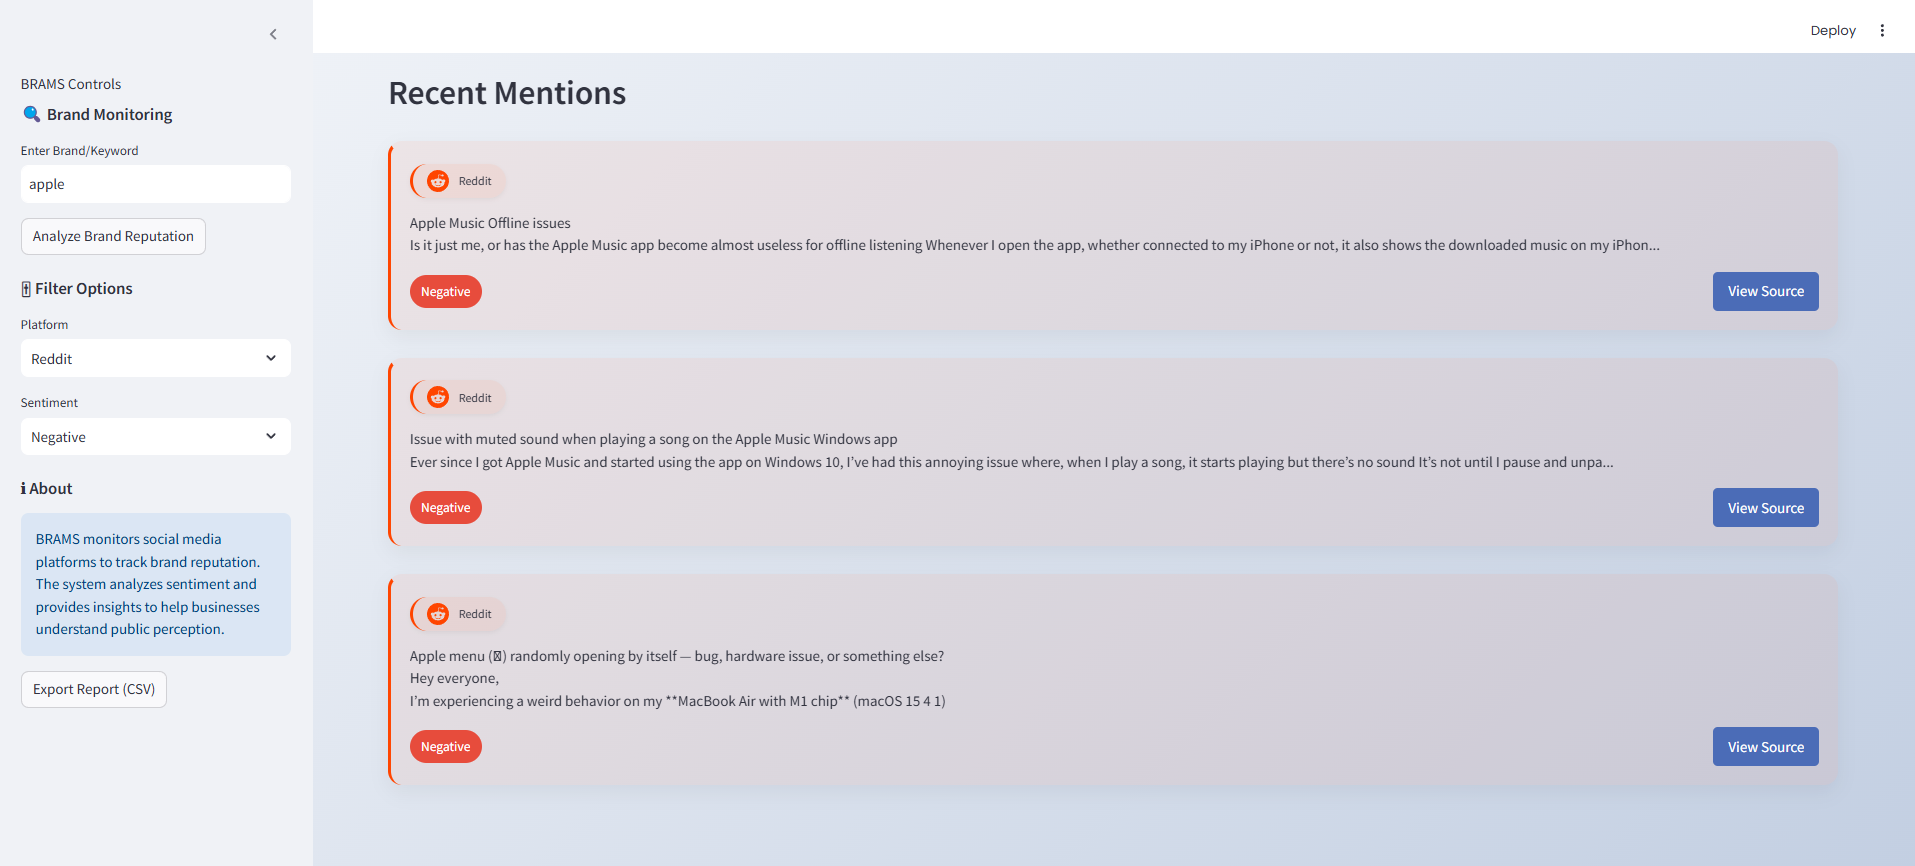 Deploy
BRAMS Controls
🔍 Brand Monitoring
Enter Brand/Keyword
apple
Analyze Brand Reputation
Filter Options
Platform
Reddit
Sentiment
Negative
ℹ About
BRAMS monitors social media
platforms to track brand reputation.
The system analyzes sentiment and
provides insights to help businesses
understand public perception.
Export Report (CSV)
Recent Mentions
Reddit
Apple Music Offline issues
Is it just me, or has the Apple Music app become almost useless for offline listening Whenever I open the app, whether connected to my iPhone or not, it also shows the downloaded music on my iPhon...
Negative
View Source
Reddit
Issue with muted sound when playing a song on the Apple Music Windows app
Ever since I got Apple Music and started using the app on Windows 10, I’ve had this annoying issue where, when I play a song, it starts playing but there’s no sound It’s not until I pause and unpa...
Negative
View Source
Reddit
Apple menu () randomly opening by itself — bug, hardware issue, or something else?
Hey everyone,
I’m experiencing a weird behavior on my **MacBook Air with M1 chip** (macOS 15 4 1)
Negative
View Source